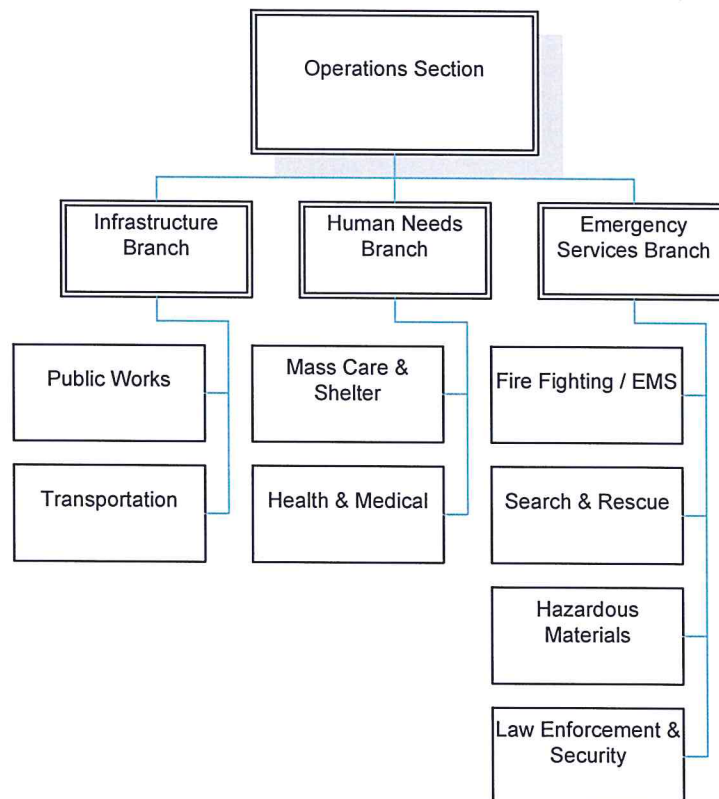 Operations Section
Infrastructure
Branch
Human Needs
Branch
Emergency
Services Branch
Public Works
Transportation
Mass Care &
Shelter
Health & Medical
Fire Fighting / EMS
Search & Rescue
Hazardous
Materials
Law Enforcement &
Security